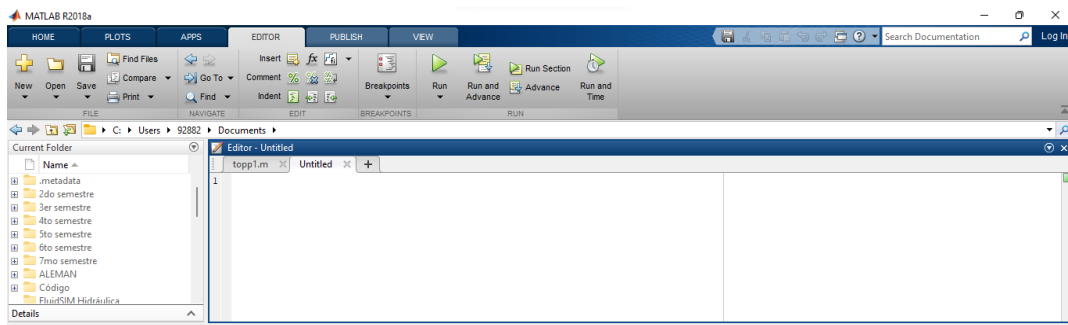 MATLAB R2018a
HOME PLOTS APPS EDITOR PUBLISH VIEW Search Documentation Log In
New Open Save Find Files Compare Print
Go To Find
Insert fx Comment Indent
Breakpoints
Run Run and Advance Run Section Advance Run and Time
FILE NAVIGATE EDIT BREAKPOINTS RUN
C: Users 92882 Documents
Current Folder
Editor - Untitled
Name
topp1.m Untitled
1
.metadata
2do semestre
3er semestre
4to semestre
5to semestre
6to semestre
7mo semestre
ALEMAN
Código
FluidSIM Hidráulica
Details